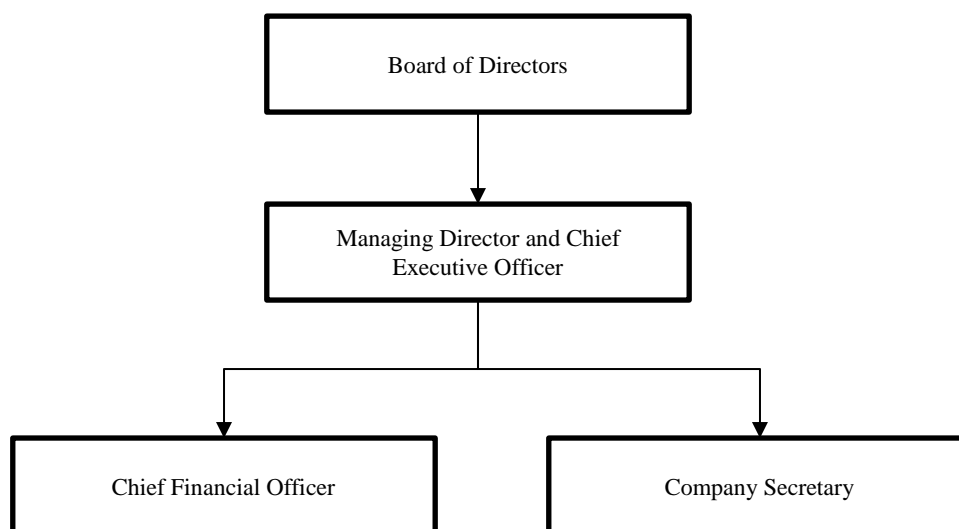 Board of Directors
Managing Director and Chief
Executive Officer
Chief Financial Officer
Company Secretary